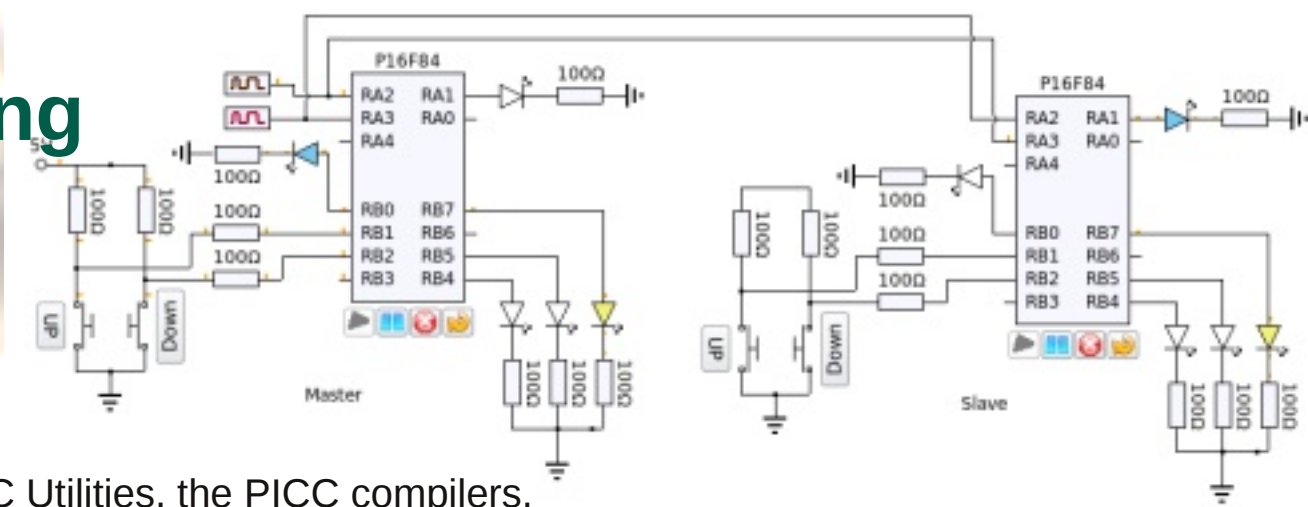 ng
P16F84
RA2 RA1
RA3 RA0
RA4
RB0 RB7
RB1 RB6
RB2 RB5
RB3 RB4
100Ω
100Ω
100Ω
100Ω
100Ω
100Ω
UP
Down
100Ω
100Ω
100Ω
Master
P16F84
RA2 RA1
RA3 RA0
RA4
RB0 RB7
RB1 RB6
RB2 RB5
RB3 RB4
100Ω
100Ω
100Ω
100Ω
100Ω
100Ω
UP
Down
100Ω
100Ω
100Ω
Slave
C Utilities, the PICC compilers,